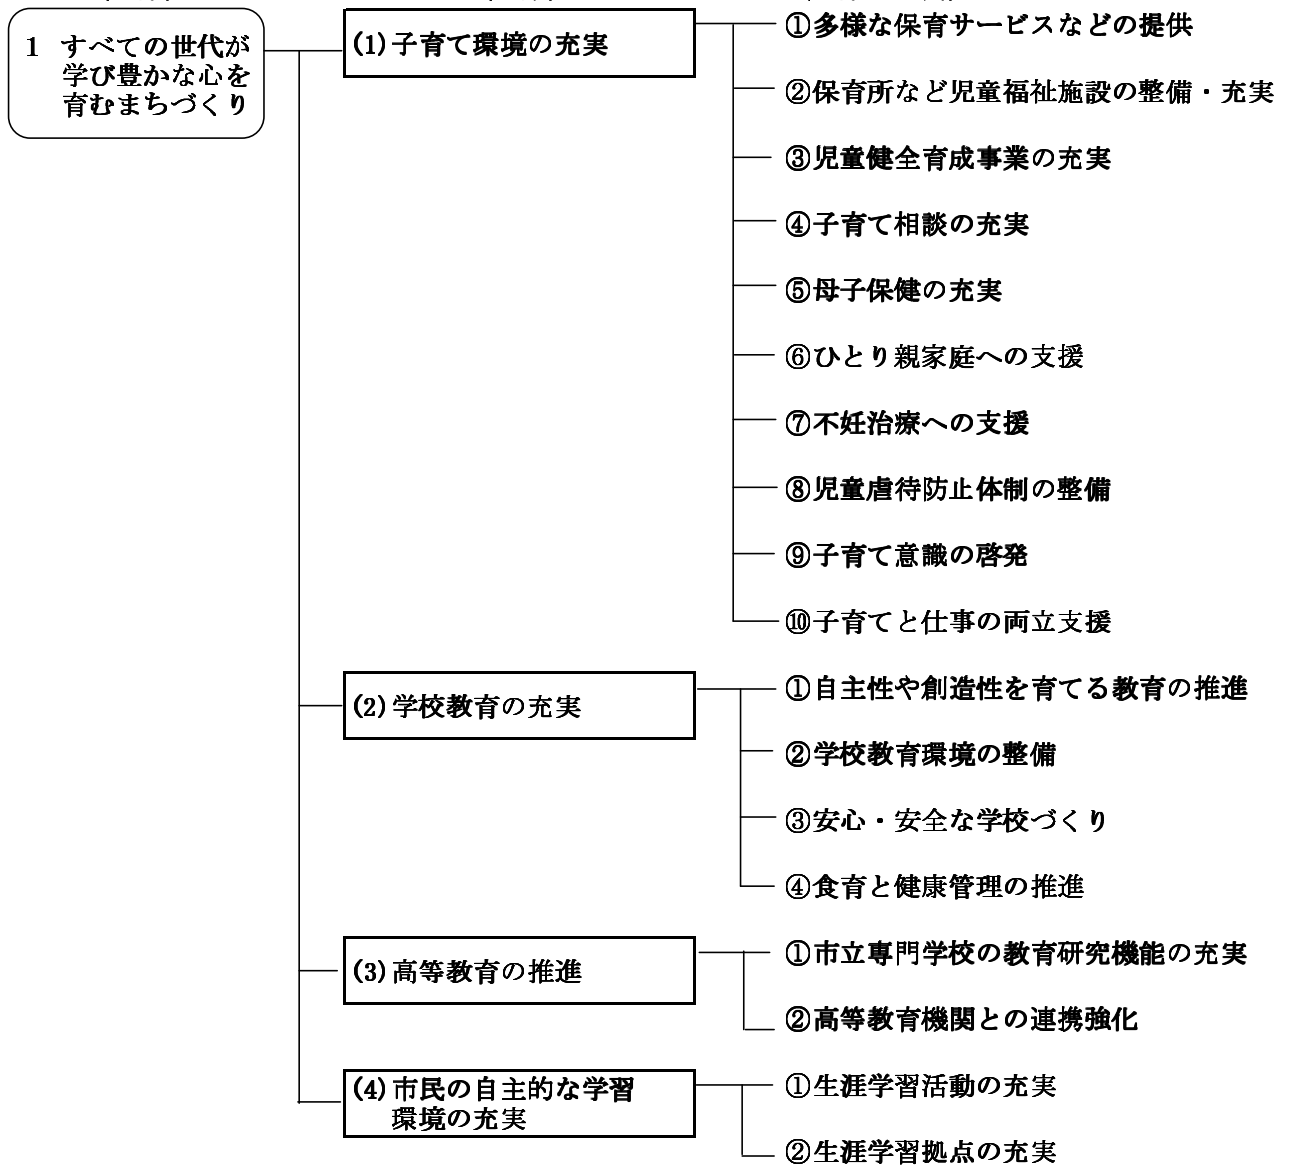 1 すべての世代が
学び豊かな心を
育むまちづくり
(1)子育て環境の充実
①多様な保育サービスなどの提供
②保育所など児童福祉施設の整備・充実
③児童健全育成事業の充実
④子育て相談の充実
⑤母子保健の充実
⑥ひとり親家庭への支援
⑦不妊治療への支援
⑧児童虐待防止体制の整備
⑨子育て意識の啓発
⑩子育てと仕事の両立支援
(2)学校教育の充実
①自主性や創造性を育てる教育の推進
②学校教育環境の整備
③安心・安全な学校づくり
④食育と健康管理の推進
(3)高等教育の推進
①市立専門学校の教育研究機能の充実
②高等教育機関との連携強化
(4)市民の自主的な学習
環境の充実
①生涯学習活動の充実
②生涯学習拠点の充実